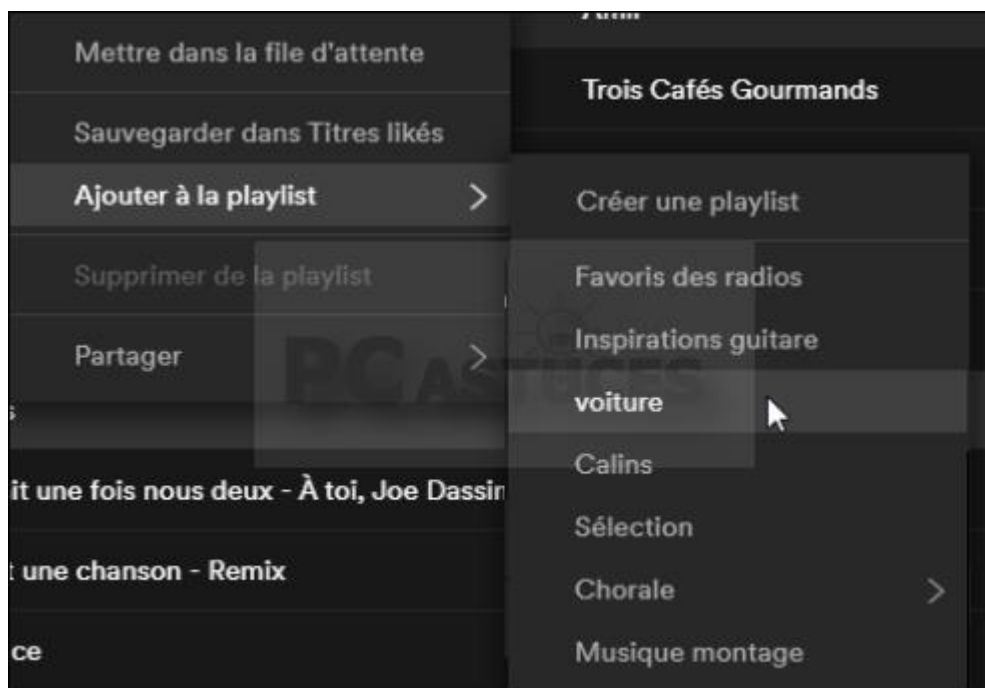 Mettre dans la file d'attente
Sauvegarder dans Titres likés
Ajouter à la playlist
Supprimer de la playlist
Partager
Trois Cafés Gourmands
Créer une playlist
Favoris des radios
Inspirations guitare
voiture
Calins
Sélection
Chorale
Musique montage
PC ASTUCES
s
it une fois nous deux - À toi, Joe Dassin
t une chanson - Remix
ce